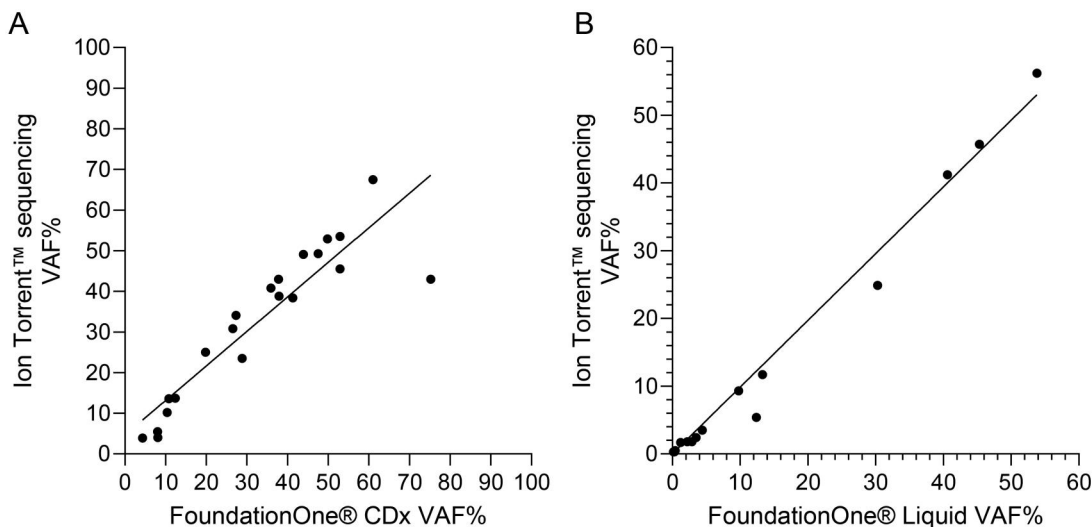 A
100
90
80
70
60
50
40
30
20
10
0
Ion Torrent™ sequencing
VAF%
0 10 20 30 40 50 60 70 80 90 100
FoundationOne® CDx VAF%
B
60
50
40
30
20
10
0
Ion Torrent™ sequencing
VAF%
0 10 20 30 40 50 60
FoundationOne® Liquid VAF%